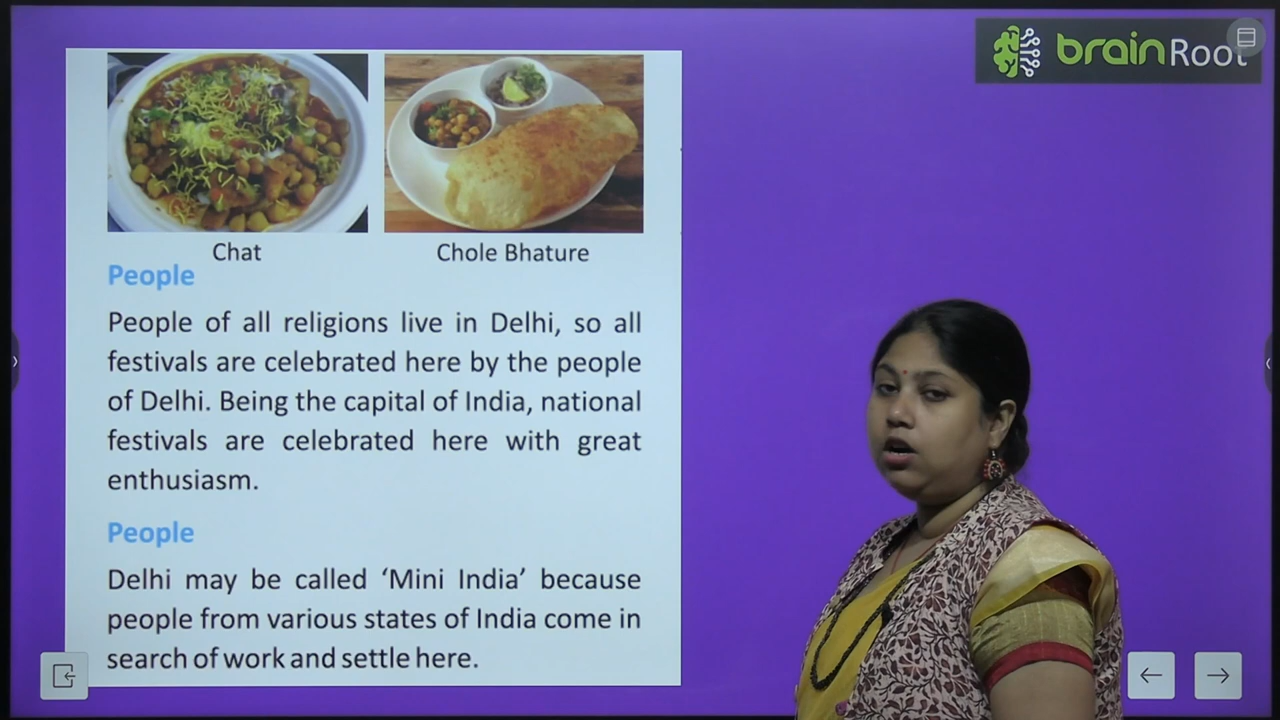 brainRoot
Chat
Chole Bhature
People
People of all religions live in Delhi, so all
festivals are celebrated here by the people
of Delhi. Being the capital of India, national
festivals are celebrated here with great
enthusiasm.
People
Delhi may be called ‘Mini India’ because
people from various states of India come in
search of work and settle here.